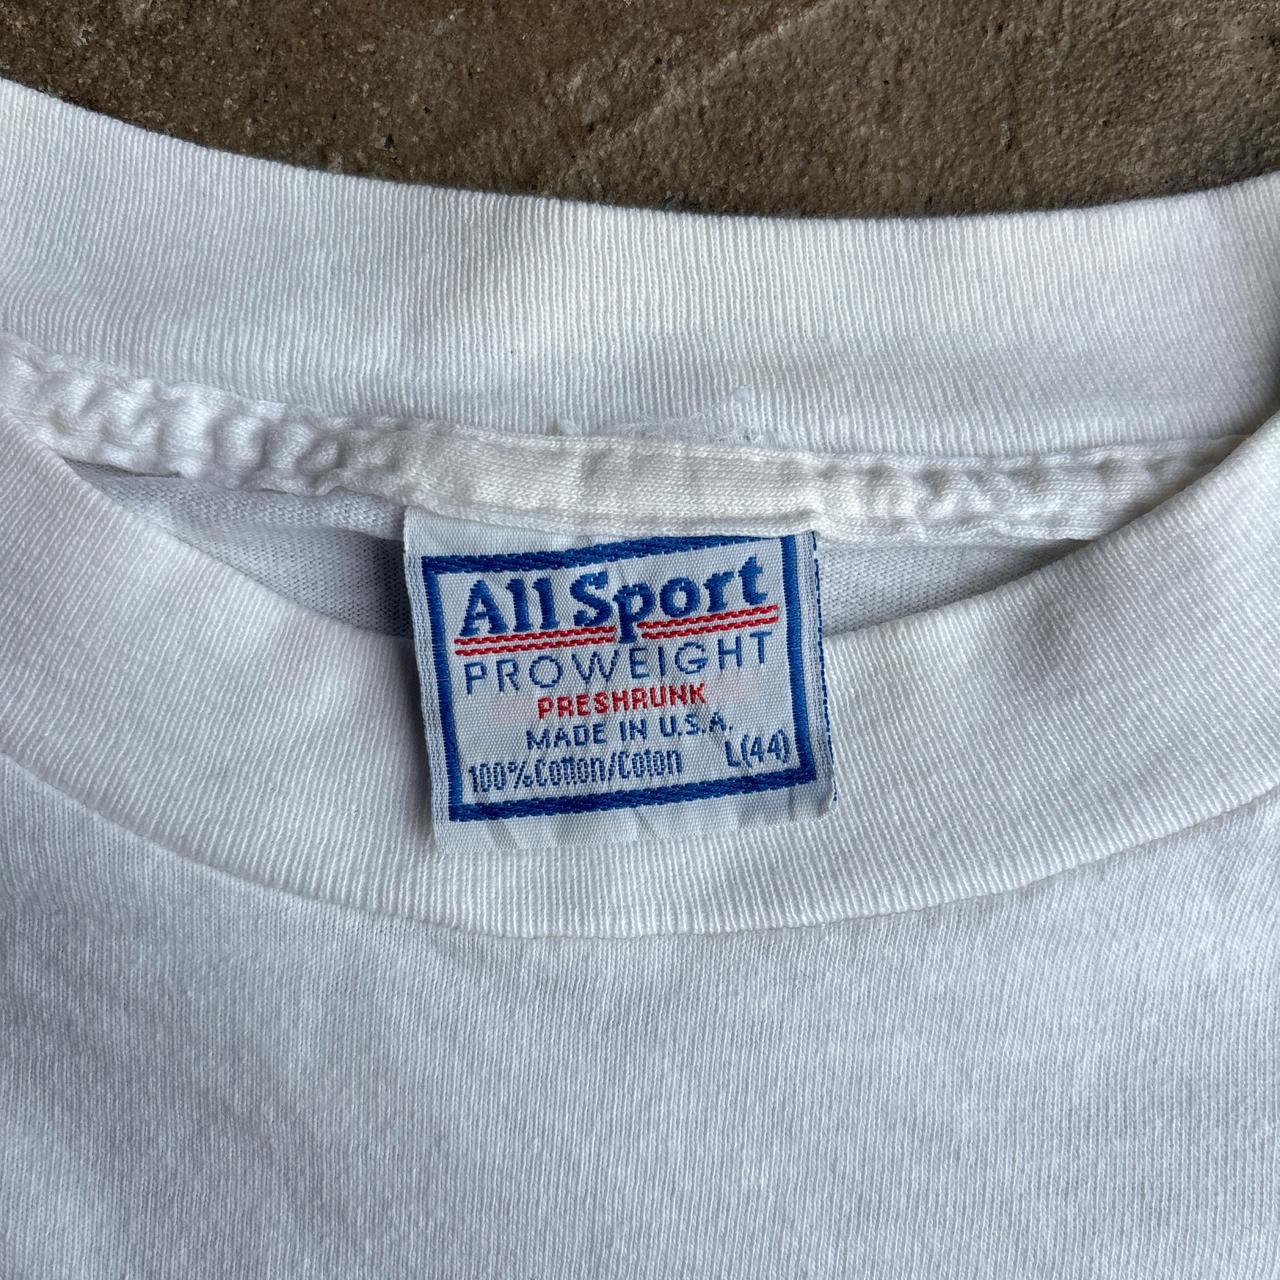 All Sport
PROWEIGHT
PRESHRUNK
MADE IN U.S.A.
100% Cotton/Coton L(44)